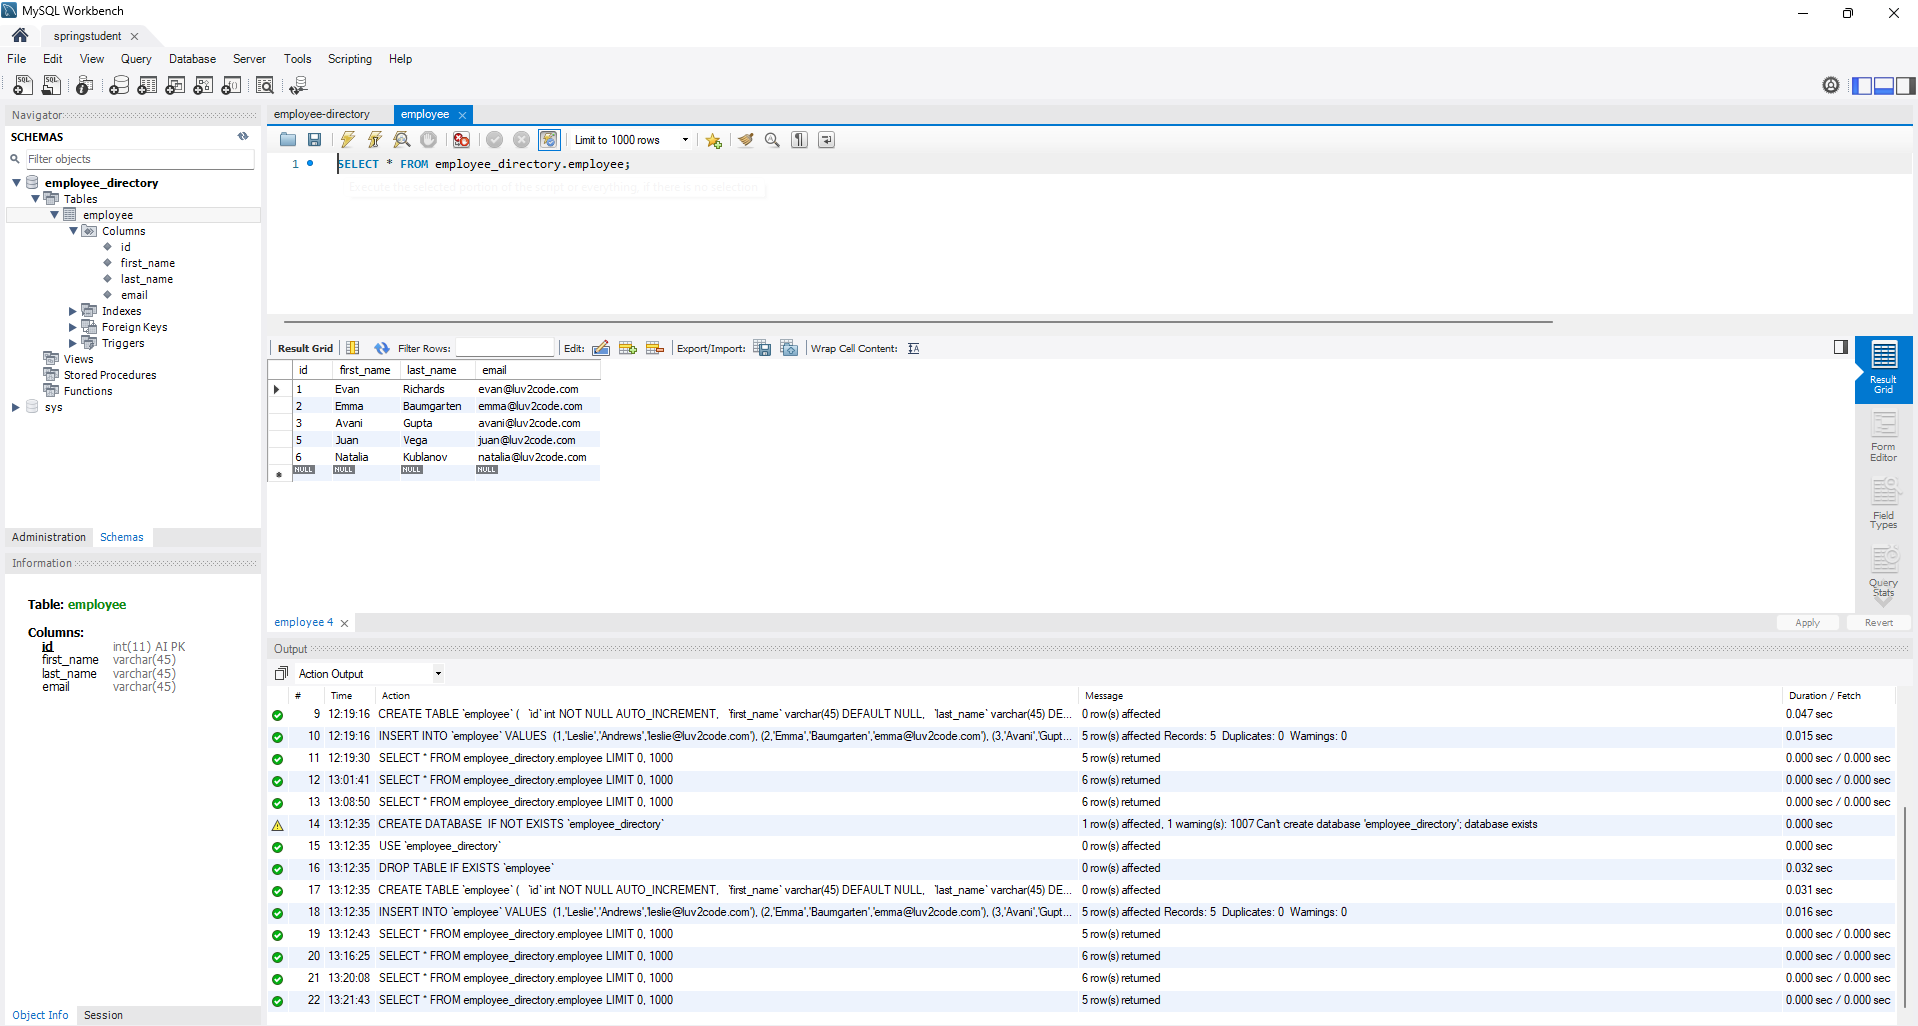 MySQL Workbench
springstudent
File Edit View Query Database Server Tools Scripting Help
Navigator
SCHEMAS
Filter objects
employee_directory
Tables
employee
Columns
id
first_name
last_name
email
Indexes
Foreign Keys
Triggers
Views
Stored Procedures
Functions
sys
Administration Schemas
Information
Table: employee
Columns:
id int(11) AI PK
first_name varchar(45)
last_name varchar(45)
email varchar(45)
Object Info Session
employee-directory employee
Limit to 1000 rows
1 SELECT * FROM employee_directory.employee;
Execute the selected portion of the script or everything, if there is no selection
Result Grid Filter Rows: Edit: Export/Import: Wrap Cell Content:
id first_name last_name email
1 Evan Richards evan@luv2code.com
2 Emma Baumgarten emma@luv2code.com
3 Avani Gupta avani@luv2code.com
5 Juan Vega juan@luv2code.com
6 Natalia Kublanov natalia@luv2code.com
NULL NULL NULL NULL
Result
Grid
Form
Editor
Field
Types
Query
Stats
employee 4 Apply Revert
Output
Action Output
# Time Action Message Duration / Fetch
9 12:19:16 CREATE TABLE `employee` ( `id` int NOT NULL AUTO_INCREMENT, `first_name` varchar(45) DEFAULT NULL, `last_name` varchar(45) DE... 0 row(s) affected 0.047 sec
10 12:19:16 INSERT INTO `employee` VALUES (1,'Leslie','Andrews','leslie@luv2code.com'), (2,'Emma','Baumgarten','emma@luv2code.com'), (3,'Avani','Gupt... 5 row(s) affected Records: 5 Duplicates: 0 Warnings: 0 0.015 sec
11 12:19:30 SELECT * FROM employee_directory.employee LIMIT 0, 1000 5 row(s) returned 0.000 sec / 0.000 sec
12 13:01:41 SELECT * FROM employee_directory.employee LIMIT 0, 1000 6 row(s) returned 0.000 sec / 0.000 sec
13 13:08:50 SELECT * FROM employee_directory.employee LIMIT 0, 1000 6 row(s) returned 0.000 sec / 0.000 sec
14 13:12:35 CREATE DATABASE IF NOT EXISTS `employee_directory` 1 row(s) affected, 1 warning(s): 1007 Can't create database 'employee_directory'; database exists 0.000 sec
15 13:12:35 USE `employee_directory` 0 row(s) affected 0.000 sec
16 13:12:35 DROP TABLE IF EXISTS `employee` 0 row(s) affected 0.032 sec
17 13:12:35 CREATE TABLE `employee` ( `id` int NOT NULL AUTO_INCREMENT, `first_name` varchar(45) DEFAULT NULL, `last_name` varchar(45) DE... 0 row(s) affected 0.031 sec
18 13:12:35 INSERT INTO `employee` VALUES (1,'Leslie','Andrews','leslie@luv2code.com'), (2,'Emma','Baumgarten','emma@luv2code.com'), (3,'Avani','Gupt... 5 row(s) affected Records: 5 Duplicates: 0 Warnings: 0 0.016 sec
19 13:12:43 SELECT * FROM employee_directory.employee LIMIT 0, 1000 5 row(s) returned 0.000 sec / 0.000 sec
20 13:16:25 SELECT * FROM employee_directory.employee LIMIT 0, 1000 6 row(s) returned 0.000 sec / 0.000 sec
21 13:20:08 SELECT * FROM employee_directory.employee LIMIT 0, 1000 6 row(s) returned 0.000 sec / 0.000 sec
22 13:21:43 SELECT * FROM employee_directory.employee LIMIT 0, 1000 5 row(s) returned 0.000 sec / 0.000 sec